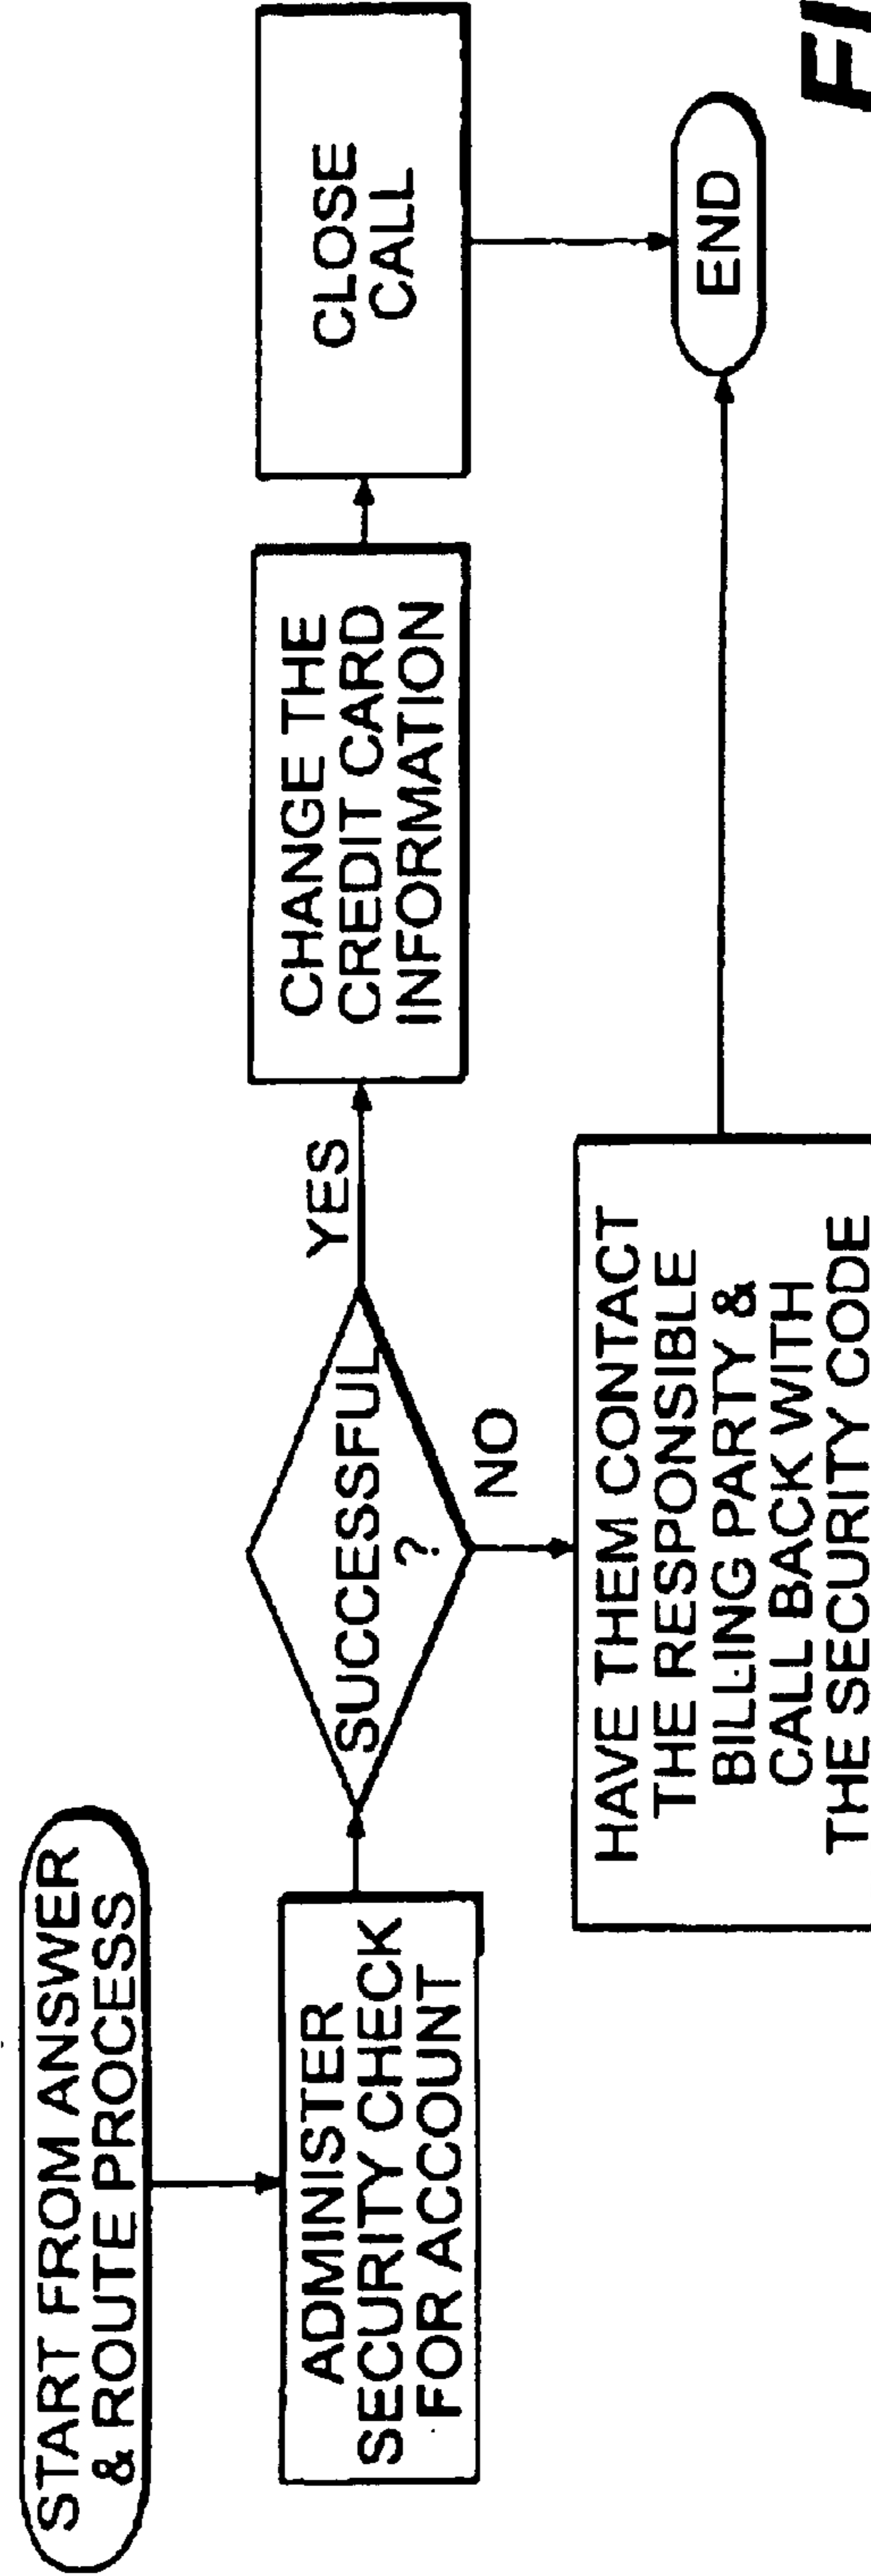 START FROM ANSWER
& ROUTE PROCESS
ADMINISTER
SECURITY CHECK
FOR ACCOUNT
SUCCESSFUL
?
YES
NO
CHANGE THE
CREDIT CARD
INFORMATION
CLOSE
CALL
HAVE THEM CONTACT
THE RESPONSIBLE
BILLING PARTY &
CALL BACK WITH
THE SECURITY CODE
END